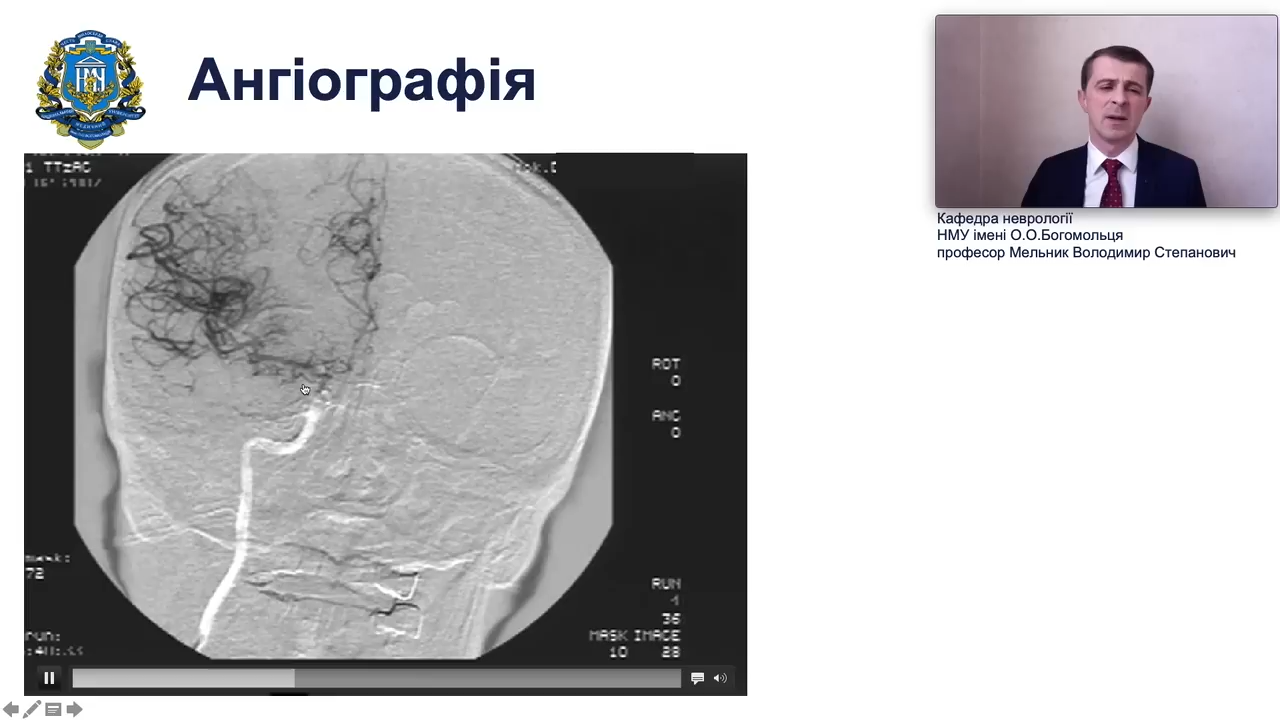 Ангіографія
Кафедра неврології
НМУ імені О.О.Богомольця
професор Мельник Володимир Степанович
ROT
0
ANG
0
72
RUN
36
MASK IMAGE
10 28